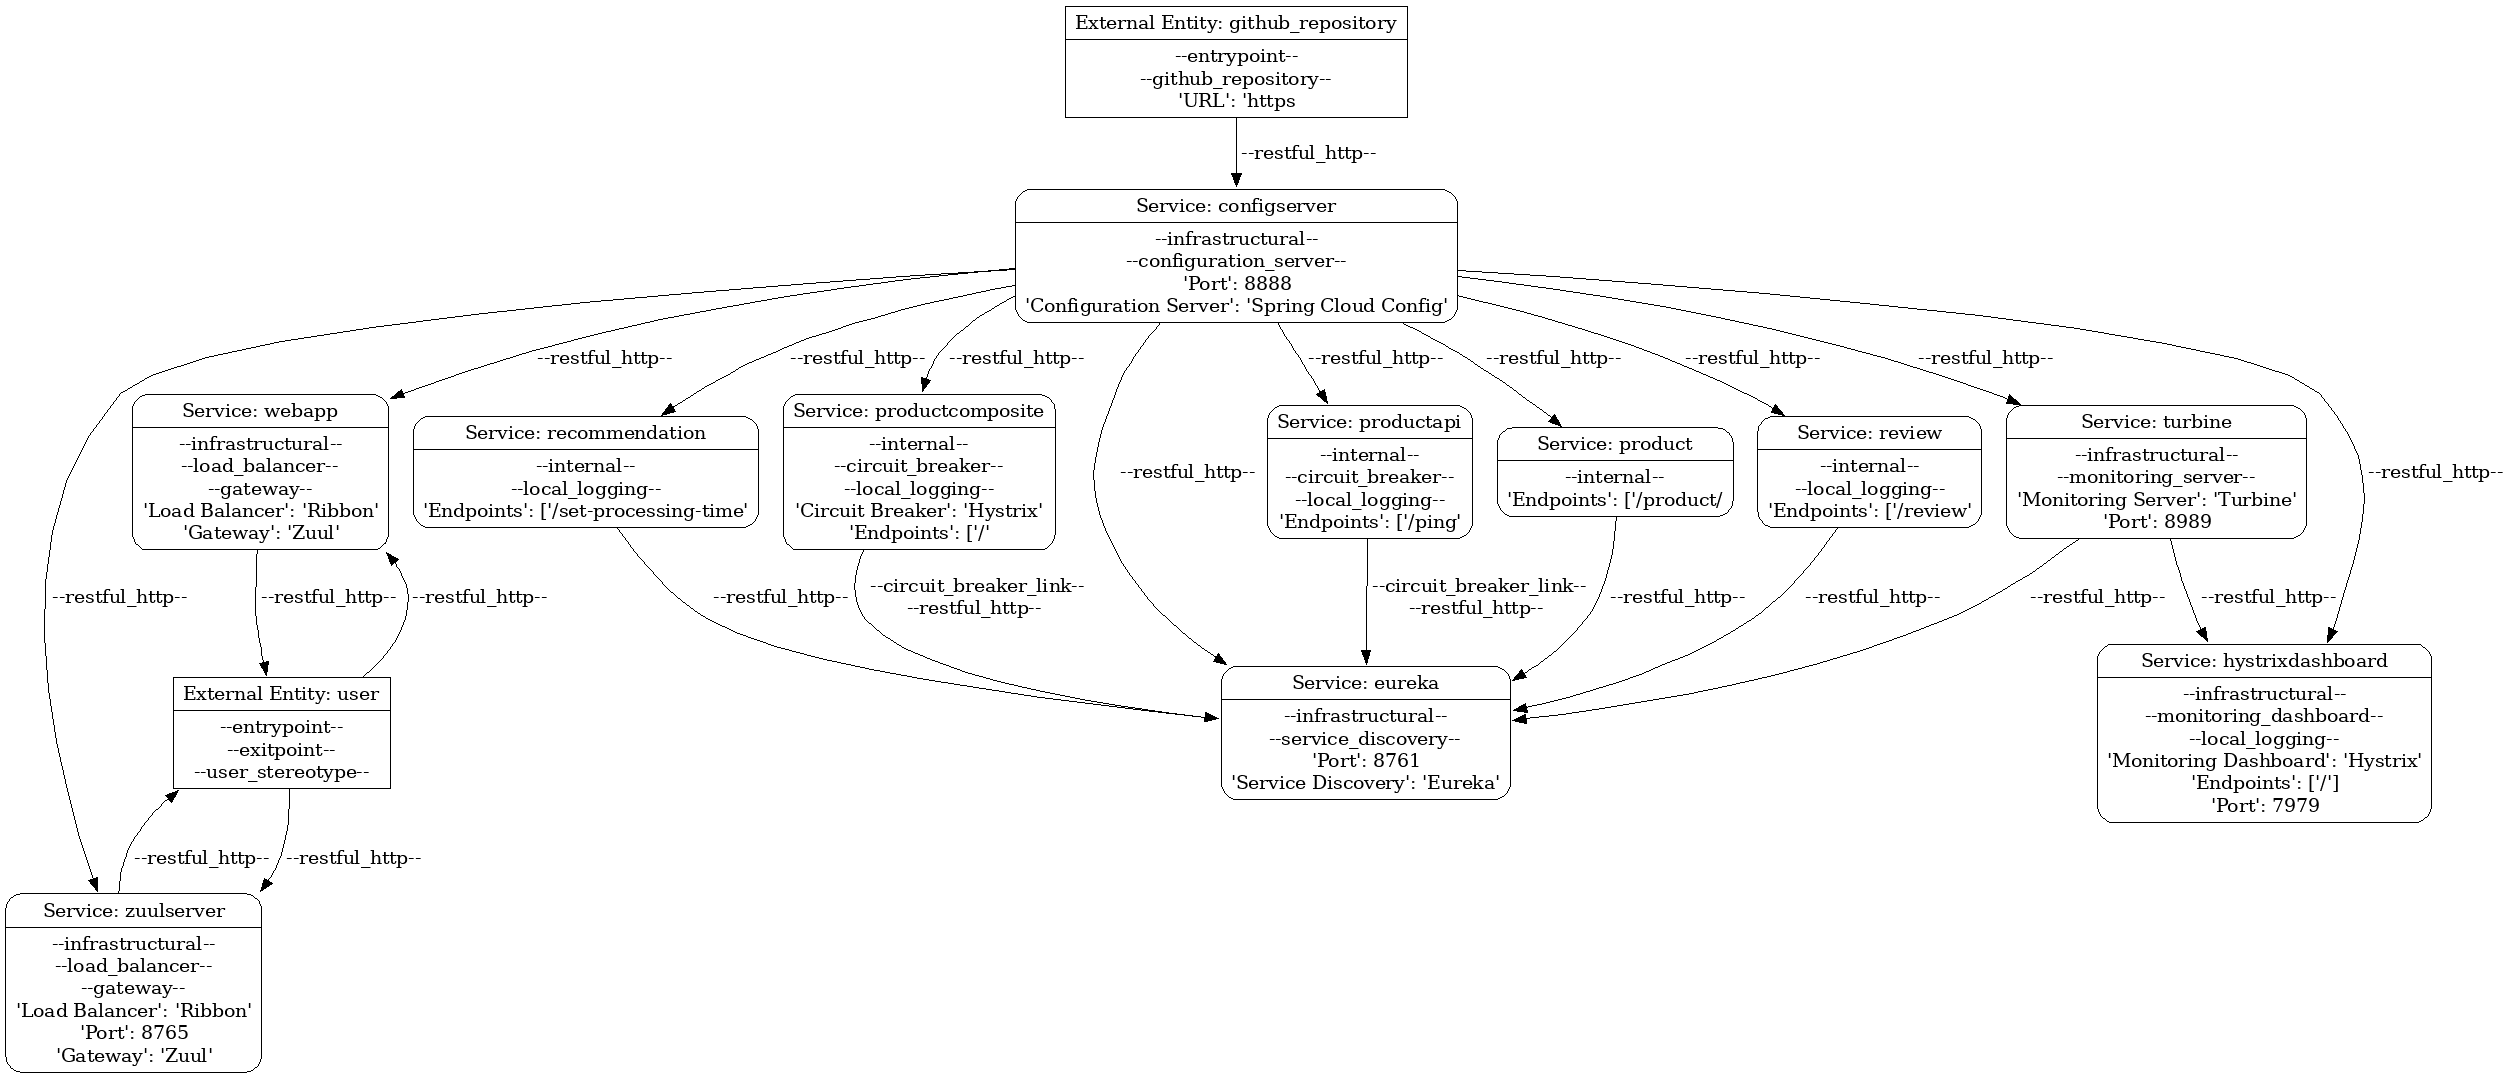 External Entity: github_repository
--entrypoint--
--github_repository--
'URL': 'https
--restful_http--
Service: configserver
--infrastructural--
--configuration_server--
'Port': 8888
'Configuration Server': 'Spring Cloud Config'
--restful_http--
--restful_http--
--restful_http--
--restful_http--
--restful_http--
--restful_http--
--restful_http--
Service: webapp
--infrastructural--
--load_balancer--
--gateway--
'Load Balancer': 'Ribbon'
'Gateway': 'Zuul'
Service: recommendation
--internal--
--local_logging--
'Endpoints': ['/set-processing-time'
Service: productcomposite
--internal--
--circuit_breaker--
--local_logging--
'Circuit Breaker': 'Hystrix'
'Endpoints': ['/'
--restful_http--
Service: productapi
--internal--
--circuit_breaker--
--local_logging--
'Endpoints': ['/ping'
Service: product
--internal--
'Endpoints': ['/product/
Service: review
--internal--
--local_logging--
'Endpoints': ['/review'
Service: turbine
--infrastructural--
--monitoring_server--
'Monitoring Server': 'Turbine'
'Port': 8989
--restful_http--
--restful_http--
--restful_http--
--restful_http--
--restful_http--
--circuit_breaker_link--
--restful_http--
--circuit_breaker_link--
--restful_http--
--restful_http--
--restful_http--
--restful_http--
--restful_http--
External Entity: user
--entrypoint--
--exitpoint--
--user_stereotype--
Service: eureka
--infrastructural--
--service_discovery--
'Port': 8761
'Service Discovery': 'Eureka'
Service: hystrixdashboard
--infrastructural--
--monitoring_dashboard--
--local_logging--
'Monitoring Dashboard': 'Hystrix'
'Endpoints': ['/']
'Port': 7979
--restful_http--
--restful_http--
Service: zuulserver
--infrastructural--
--load_balancer--
--gateway--
'Load Balancer': 'Ribbon'
'Port': 8765
'Gateway': 'Zuul'